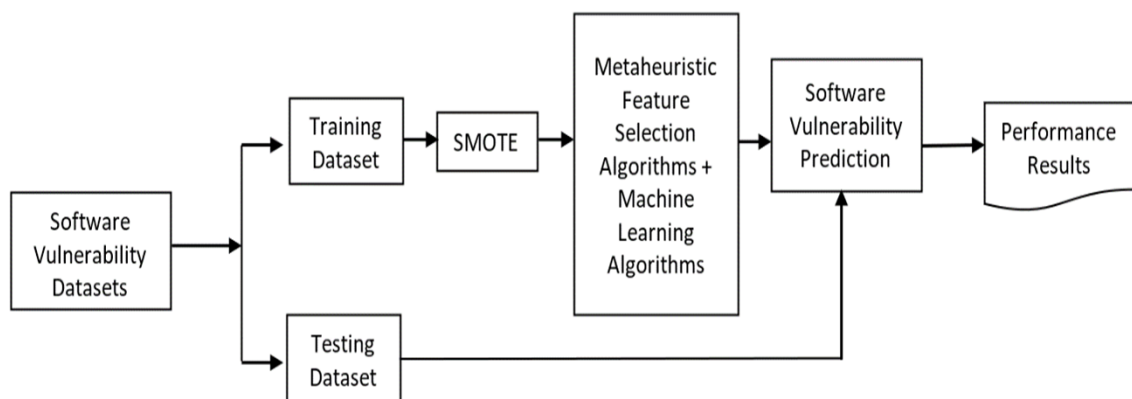 Software
Vulnerability
Datasets
Training
Dataset
SMOTE
Metaheuristic
Feature
Selection
Algorithms +
Machine
Learning
Algorithms
Software
Vulnerability
Prediction
Performance
Results
Testing
Dataset